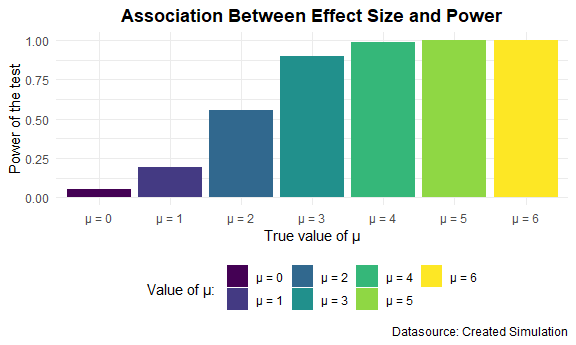 Association Between Effect Size and Power
Power of the test
1.00
0.75
0.50
0.25
0.00
μ = 0 μ = 1 μ = 2 μ = 3 μ = 4 μ = 5 μ = 6
True value of μ
Value of μ:
μ = 0 μ = 2 μ = 4 μ = 6
μ = 1 μ = 3 μ = 5
Datasource: Created Simulation